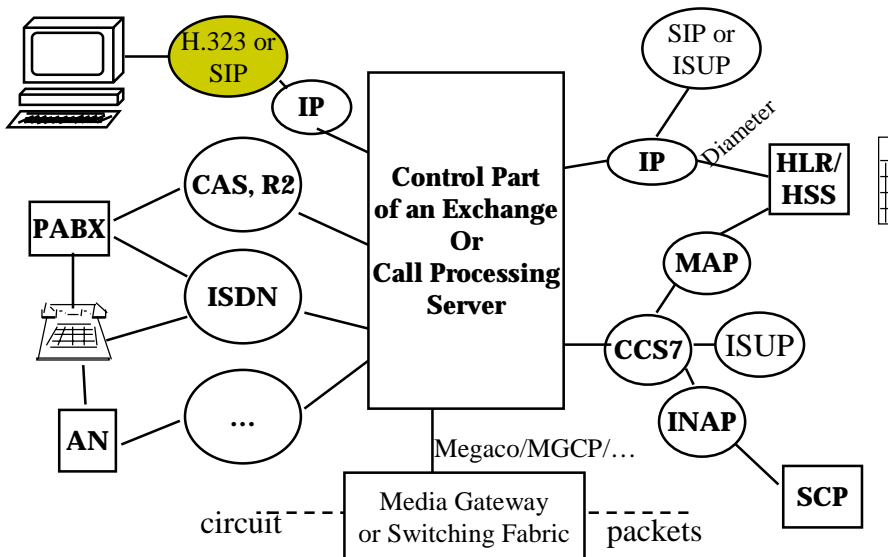 H.323 or
SIP
IP
SIP or
ISUP
IP
Diameter
HLR/
HSS
CAS, R2
PABX
ISDN
Control Part
of an Exchange
Or
Call Processing
Server
MAP
CCS7
ISUP
...
AN
INAP
SCP
Megaco/MGCP/...
Media Gateway
or Switching Fabric
circuit
packets